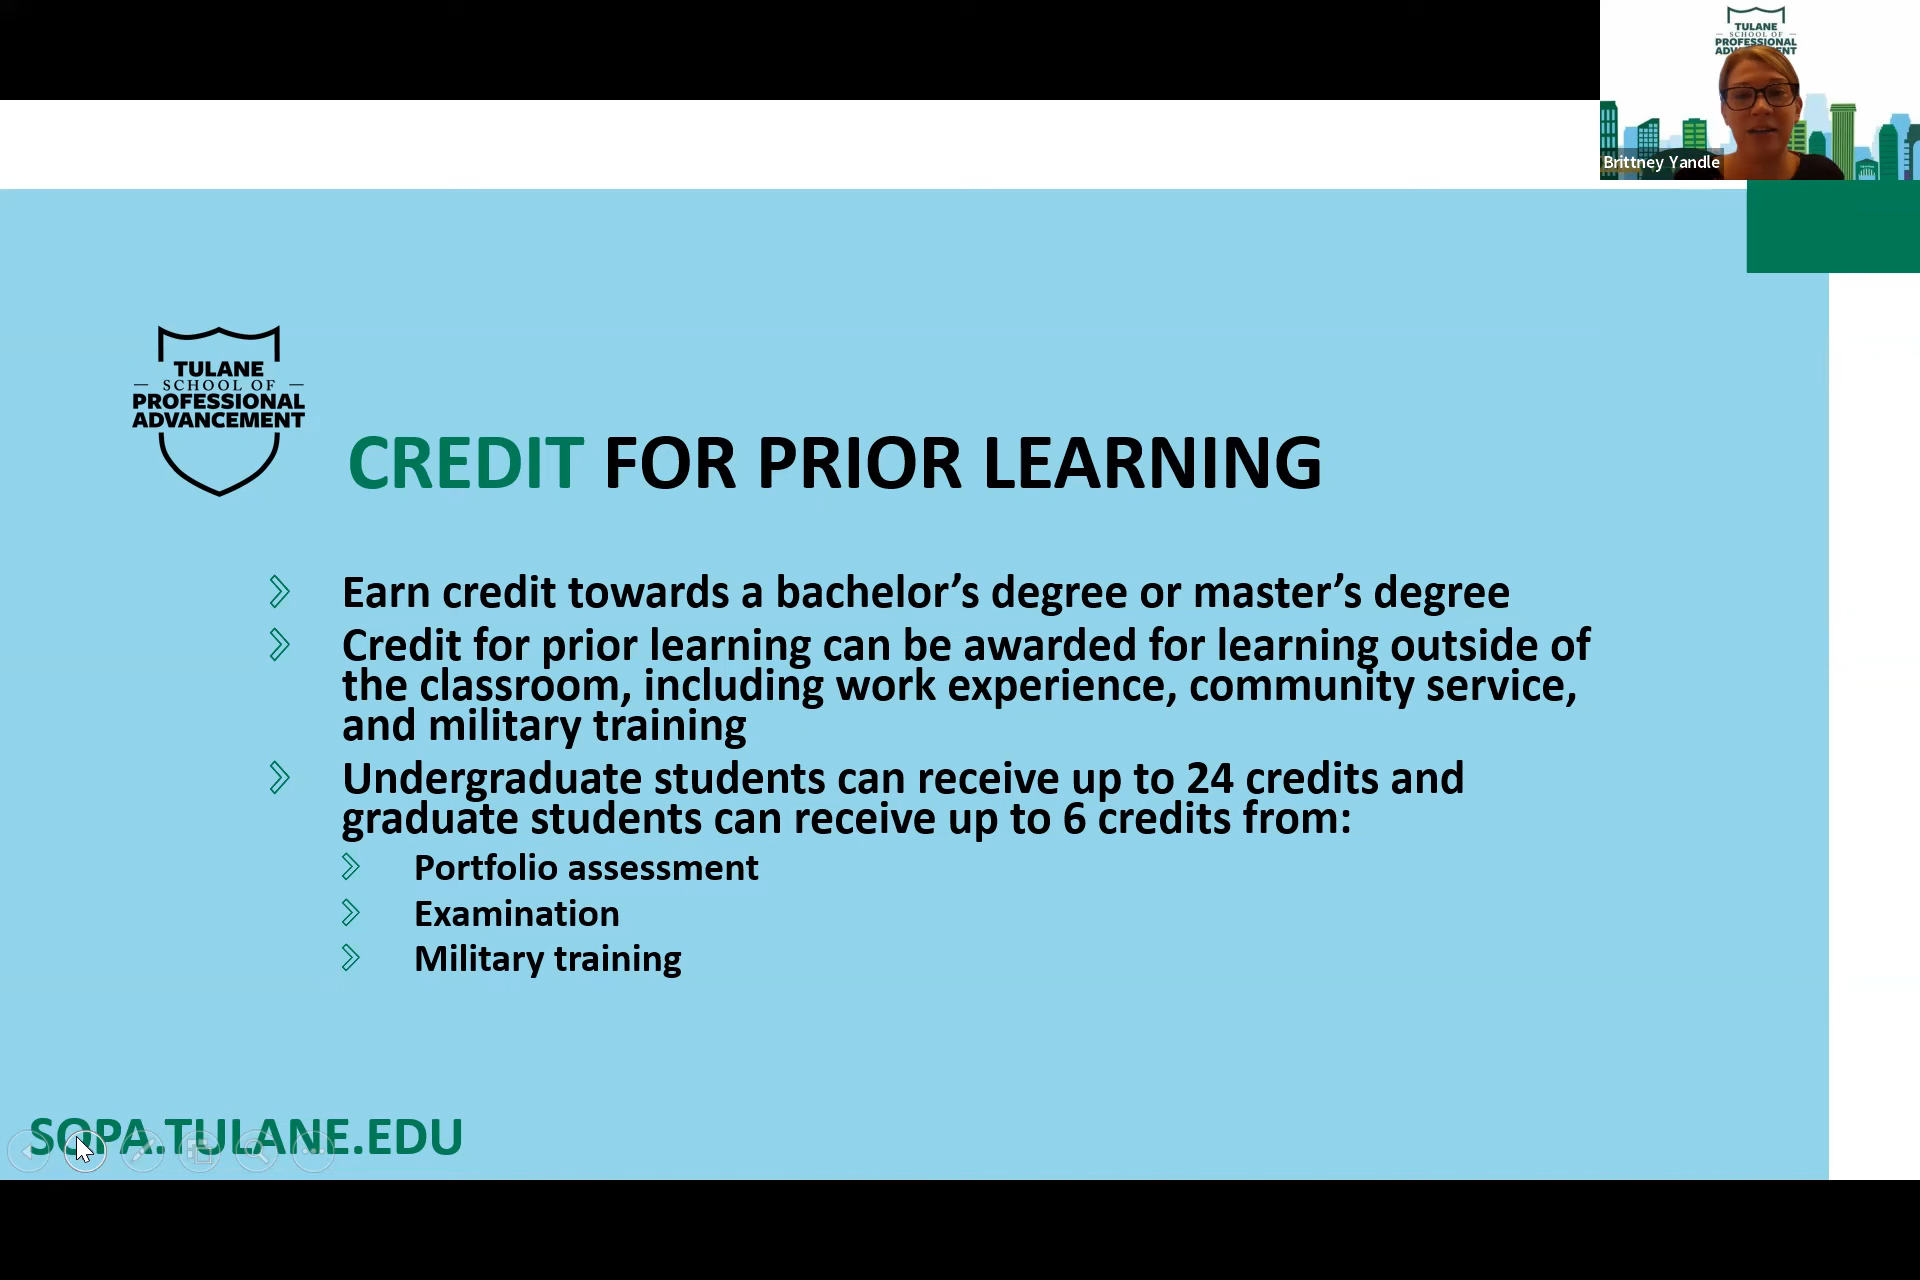 TULANE
SCHOOL OF
PROFESSIONAL
Brittney Yandle
TULANE
SCHOOL OF
PROFESSIONAL
ADVANCEMENT
CREDIT FOR PRIOR LEARNING
Earn credit towards a bachelor’s degree or master’s degree
Credit for prior learning can be awarded for learning outside of
the classroom, including work experience, community service,
and military training
Undergraduate students can receive up to 24 credits and
graduate students can receive up to 6 credits from:
Portfolio assessment
Examination
Military training
SOPA.TULANE.EDU